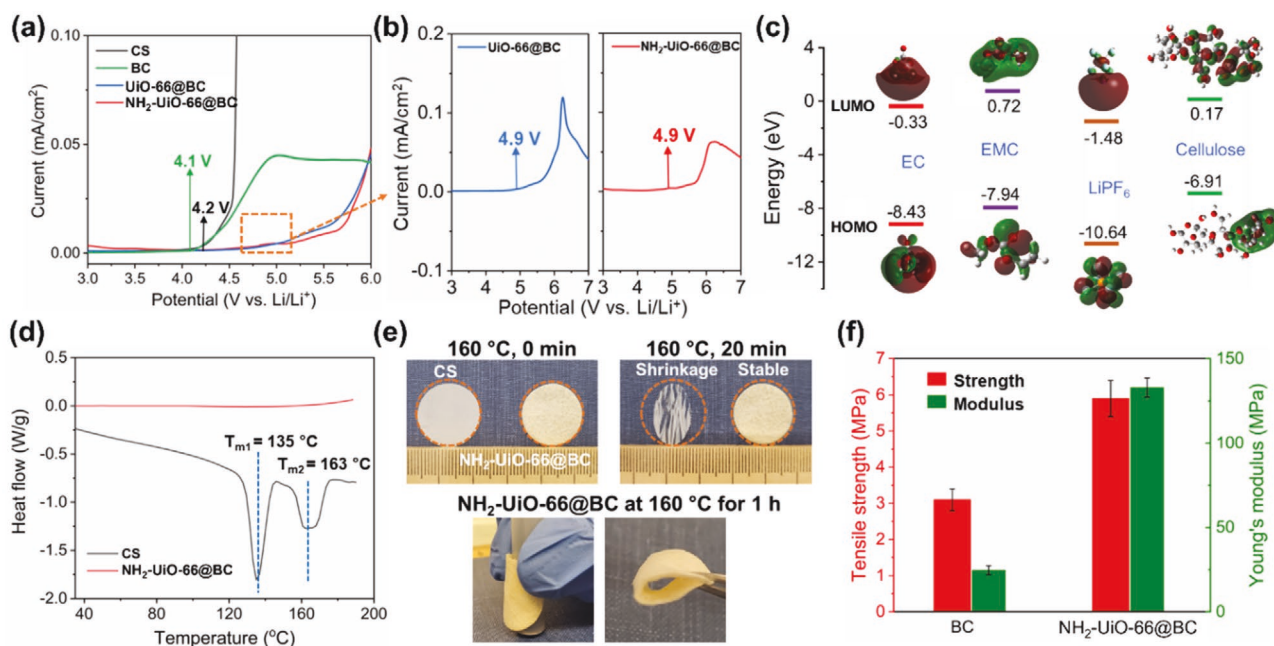 (a)
CS
BC
UiO-66@BC
NH₂-UiO-66@BC
4.1 V
4.2 V
0.10
0.05
0.00
Current (mA/cm²)
3.0 3.5 4.0 4.5 5.0 5.5 6.0
Potential (V vs. Li/Li⁺)
(b)
UiO-66@BC
NH₂-UiO-66@BC
4.9 V
4.9 V
0.2
0.1
0.0
-0.1
Current (mA/cm²)
3 4 5 6 7
3 4 5 6 7
Potential (V vs. Li/Li⁺)
(c)
4
0
-4
-8
-12
Energy (eV)
LUMO
-0.33
0.72
-1.48
0.17
EC
EMC
LiPF₆
Cellulose
HOMO
-8.43
-7.94
-10.64
-6.91
(d)
0.5
0.0
-0.5
-1.0
-1.5
-2.0
Heat flow (W/g)
Tm1 = 135 °C
Tm2 = 163 °C
CS
NH₂-UiO-66@BC
40 80 120 160 200
Temperature (°C)
(e)
160 °C, 0 min
160 °C, 20 min
CS
NH₂-UiO-66@BC
Shrinkage
Stable
NH₂-UiO-66@BC at 160 °C for 1 h
(f)
Strength
Modulus
7
6
5
4
3
2
1
0
Tensile strength (MPa)
150
100
50
0
Young's modulus (MPa)
BC
NH₂-UiO-66@BC